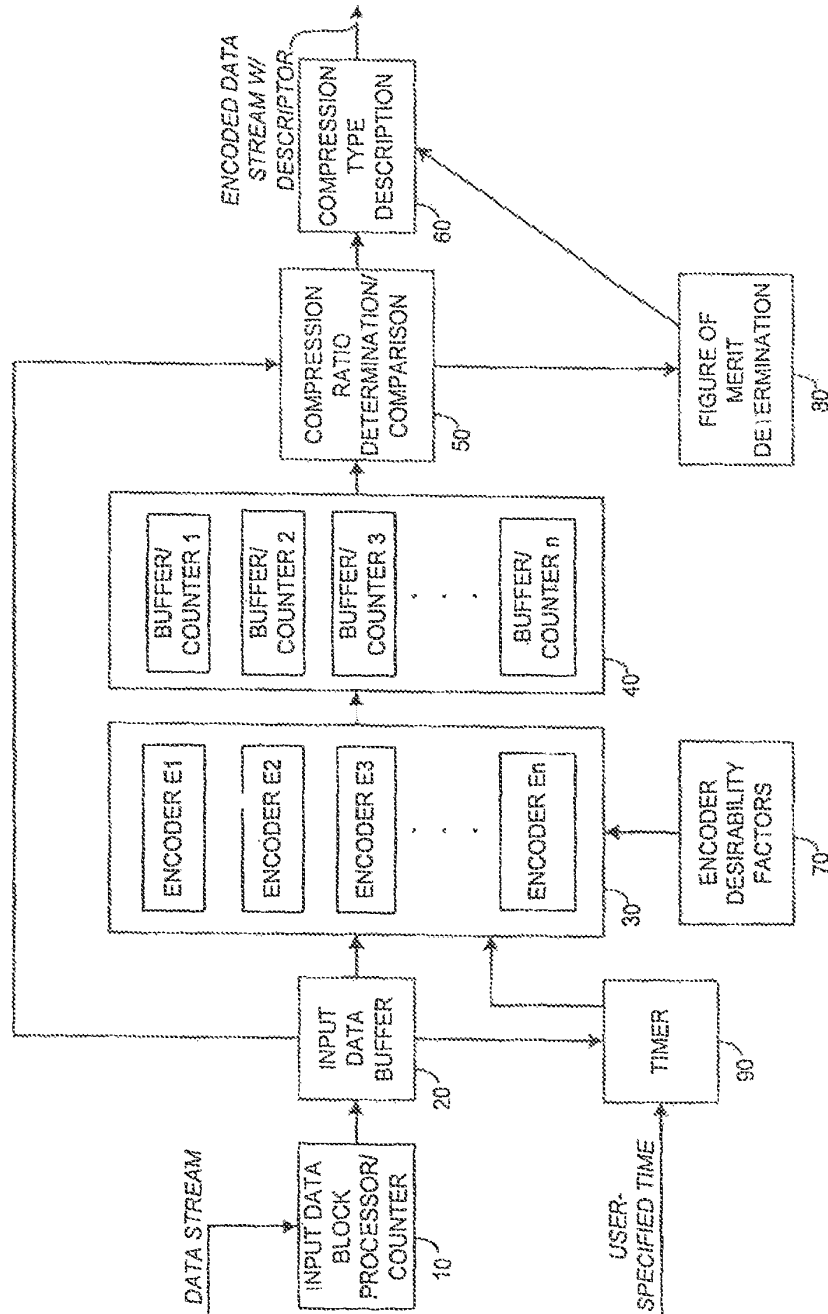 DATA STREAM
INPUT DATA
BLOCK
PROCESSOR/
COUNTER
10
INPUT
DATA
BUFFER
20
USER-
SPECIFIED TIME
TIMER
90
ENCODER E1
ENCODER E2
ENCODER E3
. . .
ENCODER En
30
ENCODER
DESIRABILITY
FACTORS
70
BUFFER/
COUNTER 1
BUFFER/
COUNTER 2
BUFFER/
COUNTER 3
. . .
BUFFER/
COUNTER n
40
COMPRESSION
RATIO
DETERMINATION/
COMPARISON
50
FIGURE OF
MERIT
DETERMINATION
80
COMPRESSION
TYPE
DESCRIPTION
60
ENCODED DATA
STREAM W/
DESCRIPTOR